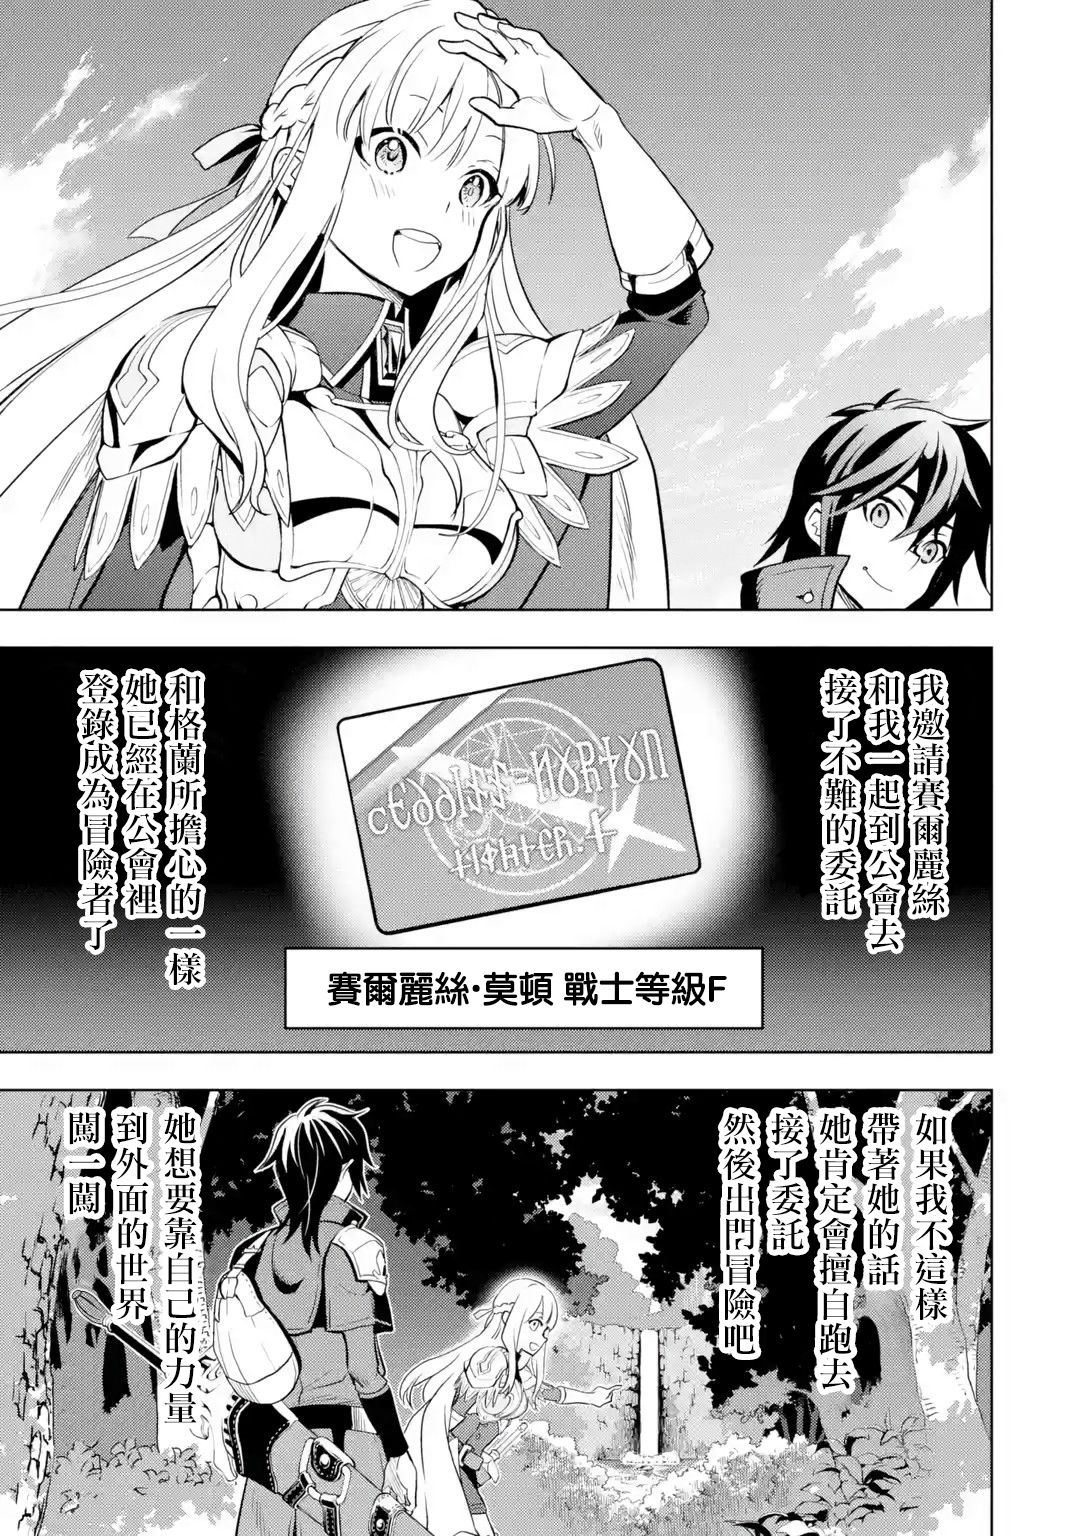 我邀請賽爾麗絲
和我一起到公會去
接了不難的委託
和格蘭所擔心的一樣
她已經在公會裡
登錄成為冒險者了
賽爾麗絲·莫頓 戰士等級F
如果我不這樣
帶著她的話
她肯定會擅自跑去
接了委託
然後出門冒險吧
她想要靠自己的力量
到外面的世界
闖一闖